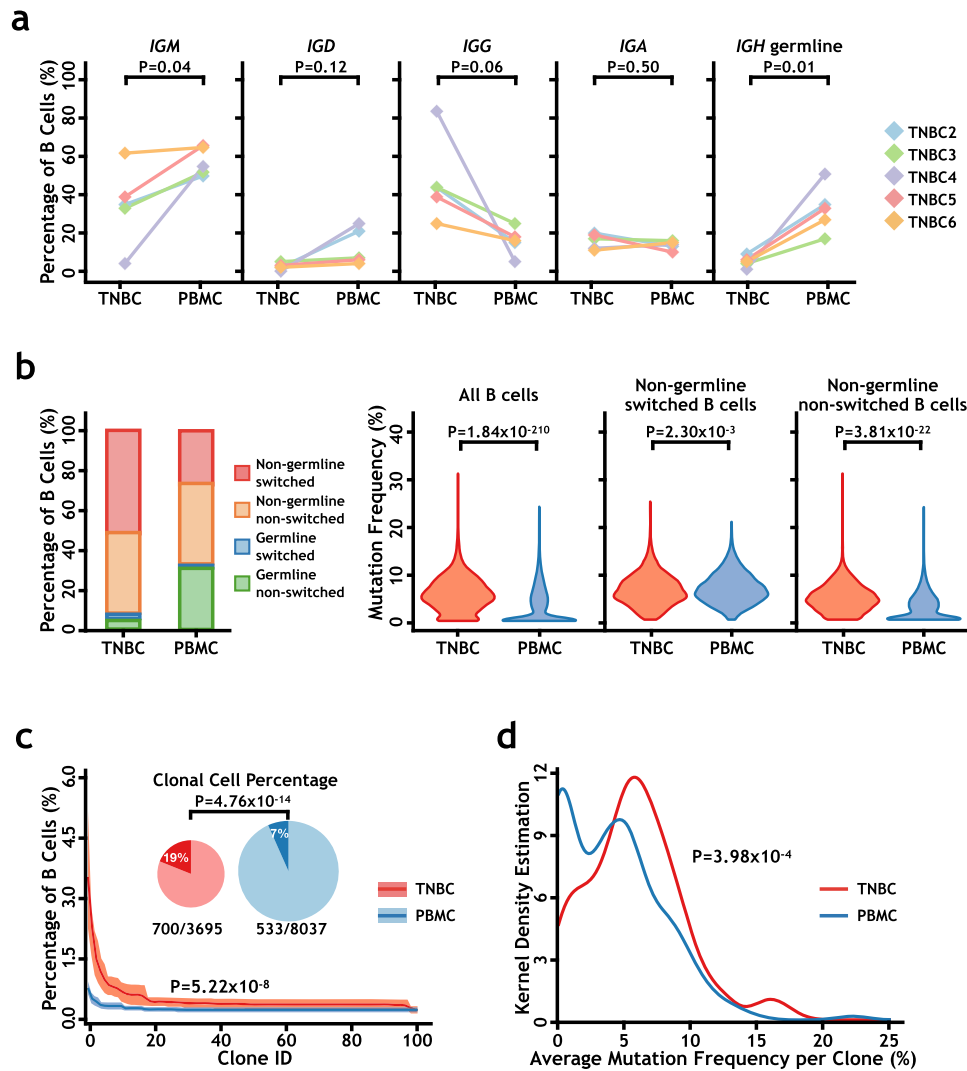 a
IGM
IGD
IGG
IGA
IGH germline
P=0.04
P=0.12
P=0.06
P=0.50
P=0.01
Percentage of B Cells (%)
100
80
60
40
20
0
TNBC PBMC
TNBC PBMC
TNBC PBMC
TNBC PBMC
TNBC PBMC
TNBC2
TNBC3
TNBC4
TNBC5
TNBC6
b
Percentage of B Cells (%)
100
80
60
40
20
0
TNBC PBMC
Non-germline
switched
Non-germline
non-switched
Germline
switched
Germline
non-switched
Mutation Frequency (%)
40
30
20
10
0
All B cells
P=1.84x10-210
TNBC PBMC
Non-germline
switched B cells
P=2.30x10-3
TNBC PBMC
Non-germline
non-switched B cells
P=3.81x10-22
TNBC PBMC
c
Percentage of B Cells (%)
6.0
4.5
3.0
1.5
0.0
Clonal Cell Percentage
P=4.76x10-14
19%
7%
700/3695
533/8037
TNBC
PBMC
P=5.22x10-8
0 20 40 60 80 100
Clone ID
d
Kernel Density Estimation
12
9
6
3
0
P=3.98x10-4
TNBC
PBMC
0 5 10 15 20 25
Average Mutation Frequency per Clone (%)